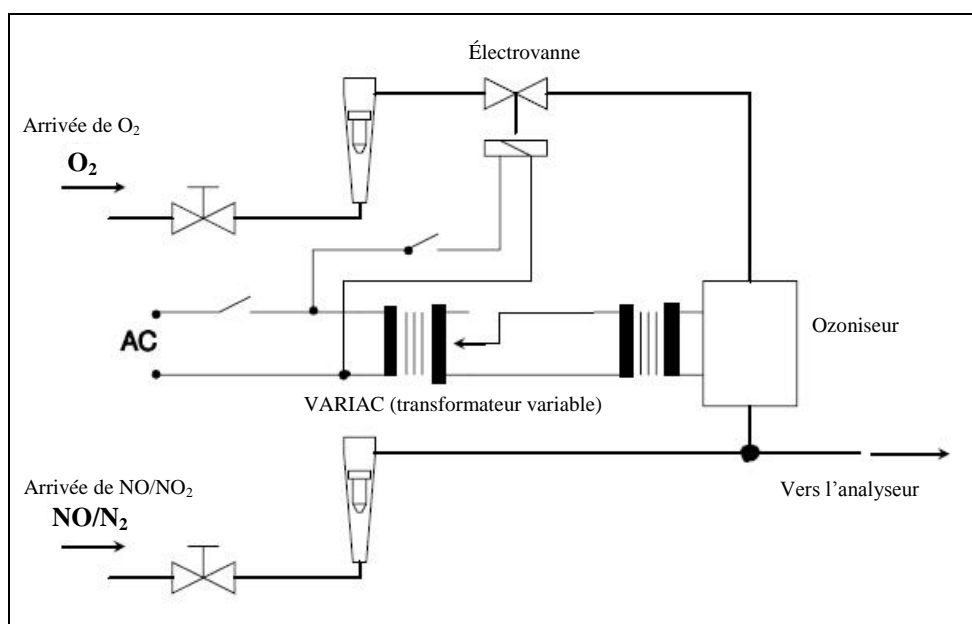 Électrovanne
Arrivée de O₂
O₂
AC
Ozoniseur
VARIAC (transformateur variable)
Arrivée de NO/NO₂
NO/N₂
Vers l’analyseur